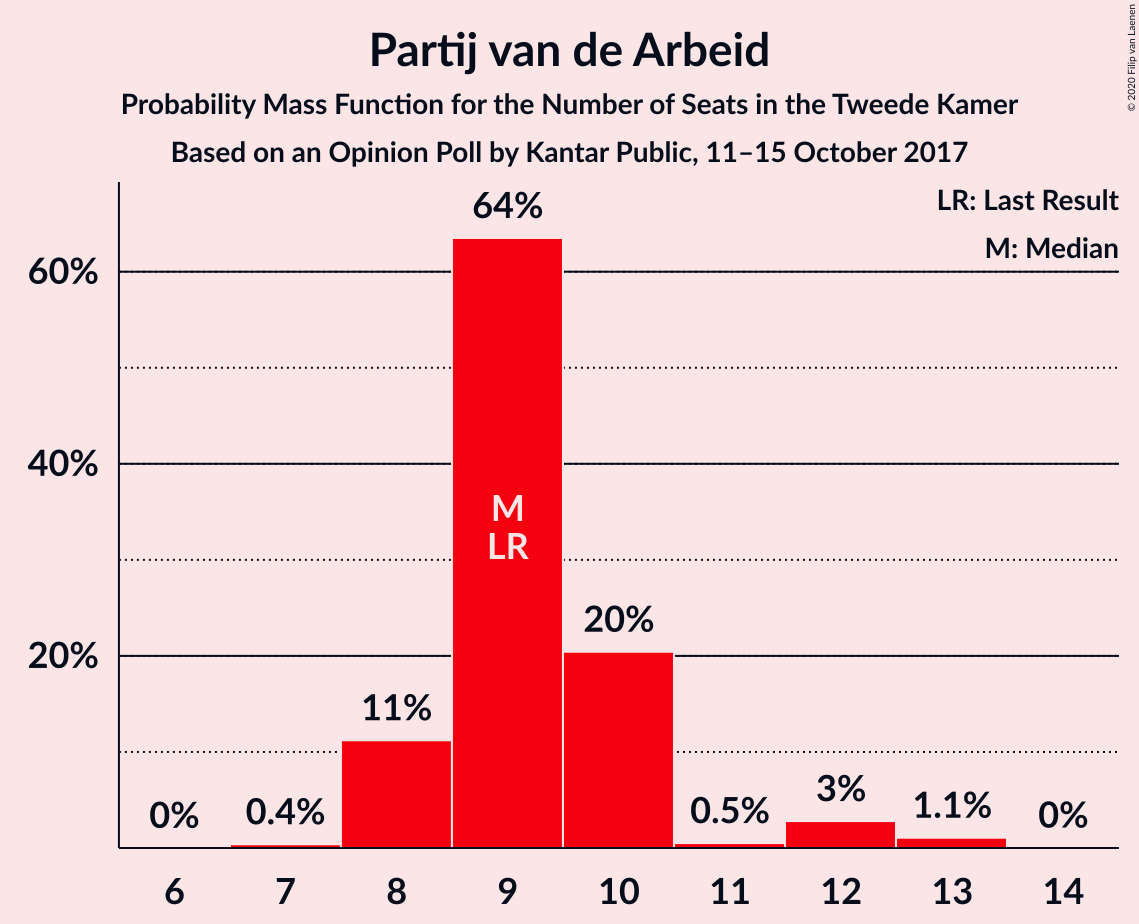 Partij van de Arbeid
Probability Mass Function for the Number of Seats in the Tweede Kamer
Based on an Opinion Poll by Kantar Public, 11–15 October 2017
© 2020 Filip van Laenen
LR: Last Result
M: Median
64%
60%
40%
M
LR
20%
20%
11%
0%
0.4%
0.5%
3%
1.1%
0%
6 7 8 9 10 11 12 13 14